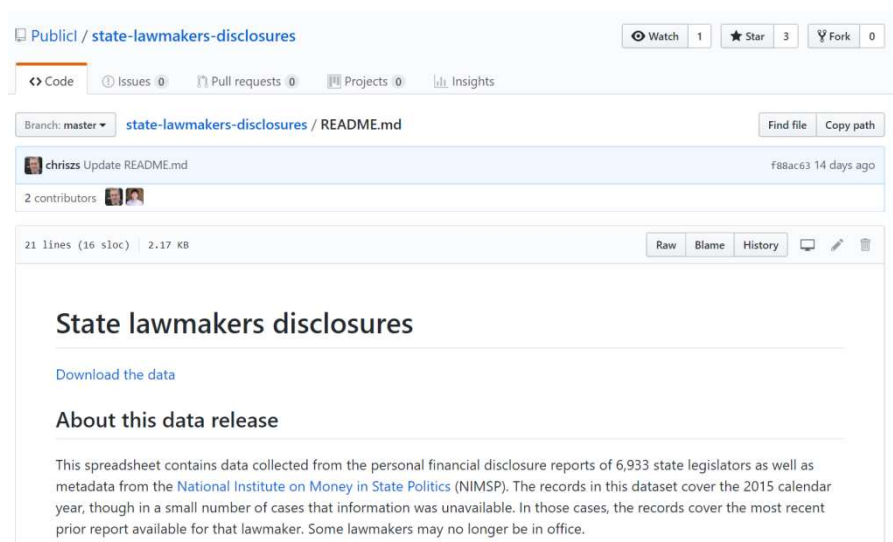 PublicI / state-lawmakers-disclosures
Watch 1 Star 3 Fork 0
Code Issues 0 Pull requests 0 Projects 0 Insights
Branch: master state-lawmakers-disclosures / README.md Find file Copy path
chriszs Update README.md f88ac63 14 days ago
2 contributors
21 lines (16 sloc) 2.17 KB Raw Blame History
State lawmakers disclosures
Download the data
About this data release
This spreadsheet contains data collected from the personal financial disclosure reports of 6,933 state legislators as well as
metadata from the National Institute on Money in State Politics (NIMSP). The records in this dataset cover the 2015 calendar
year, though in a small number of cases that information was unavailable. In those cases, the records cover the most recent
prior report available for that lawmaker. Some lawmakers may no longer be in office.